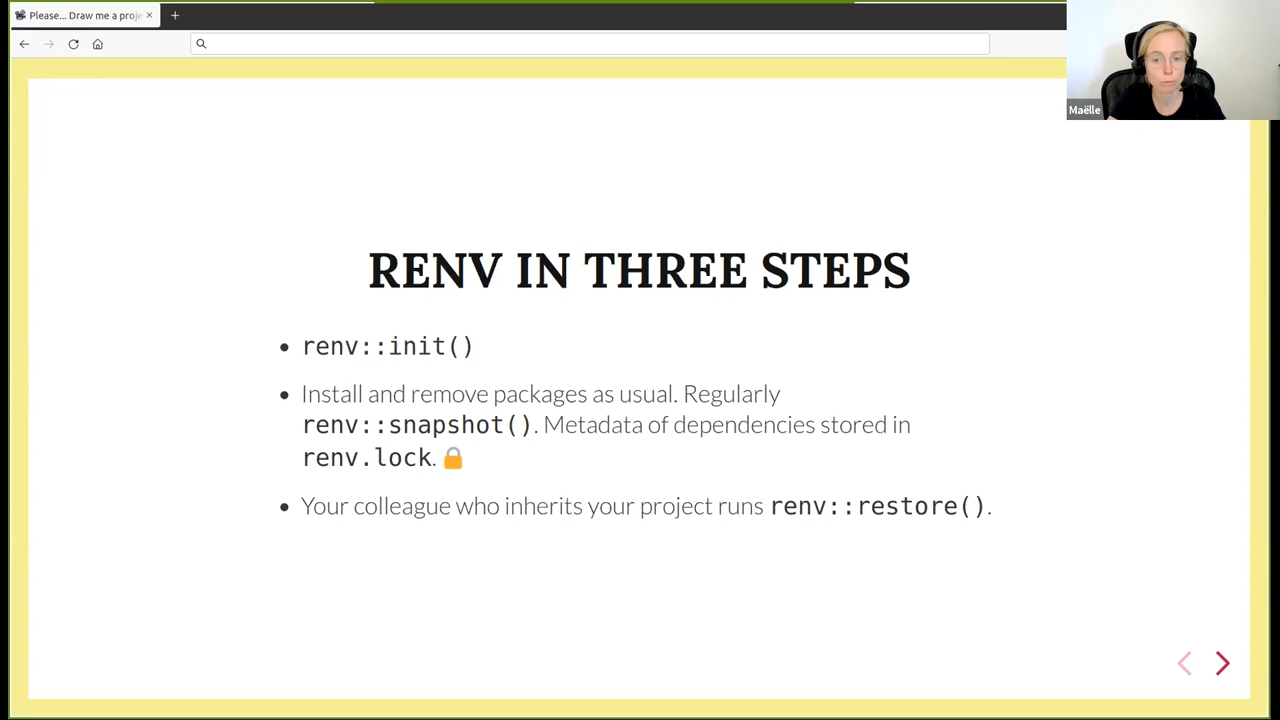 Please... Draw me a proje
Maëlle
RENV IN THREE STEPS
renv::init()
Install and remove packages as usual. Regularly
renv::snapshot(). Metadata of dependencies stored in
renv.lock. 🔒
Your colleague who inherits your project runs renv::restore().